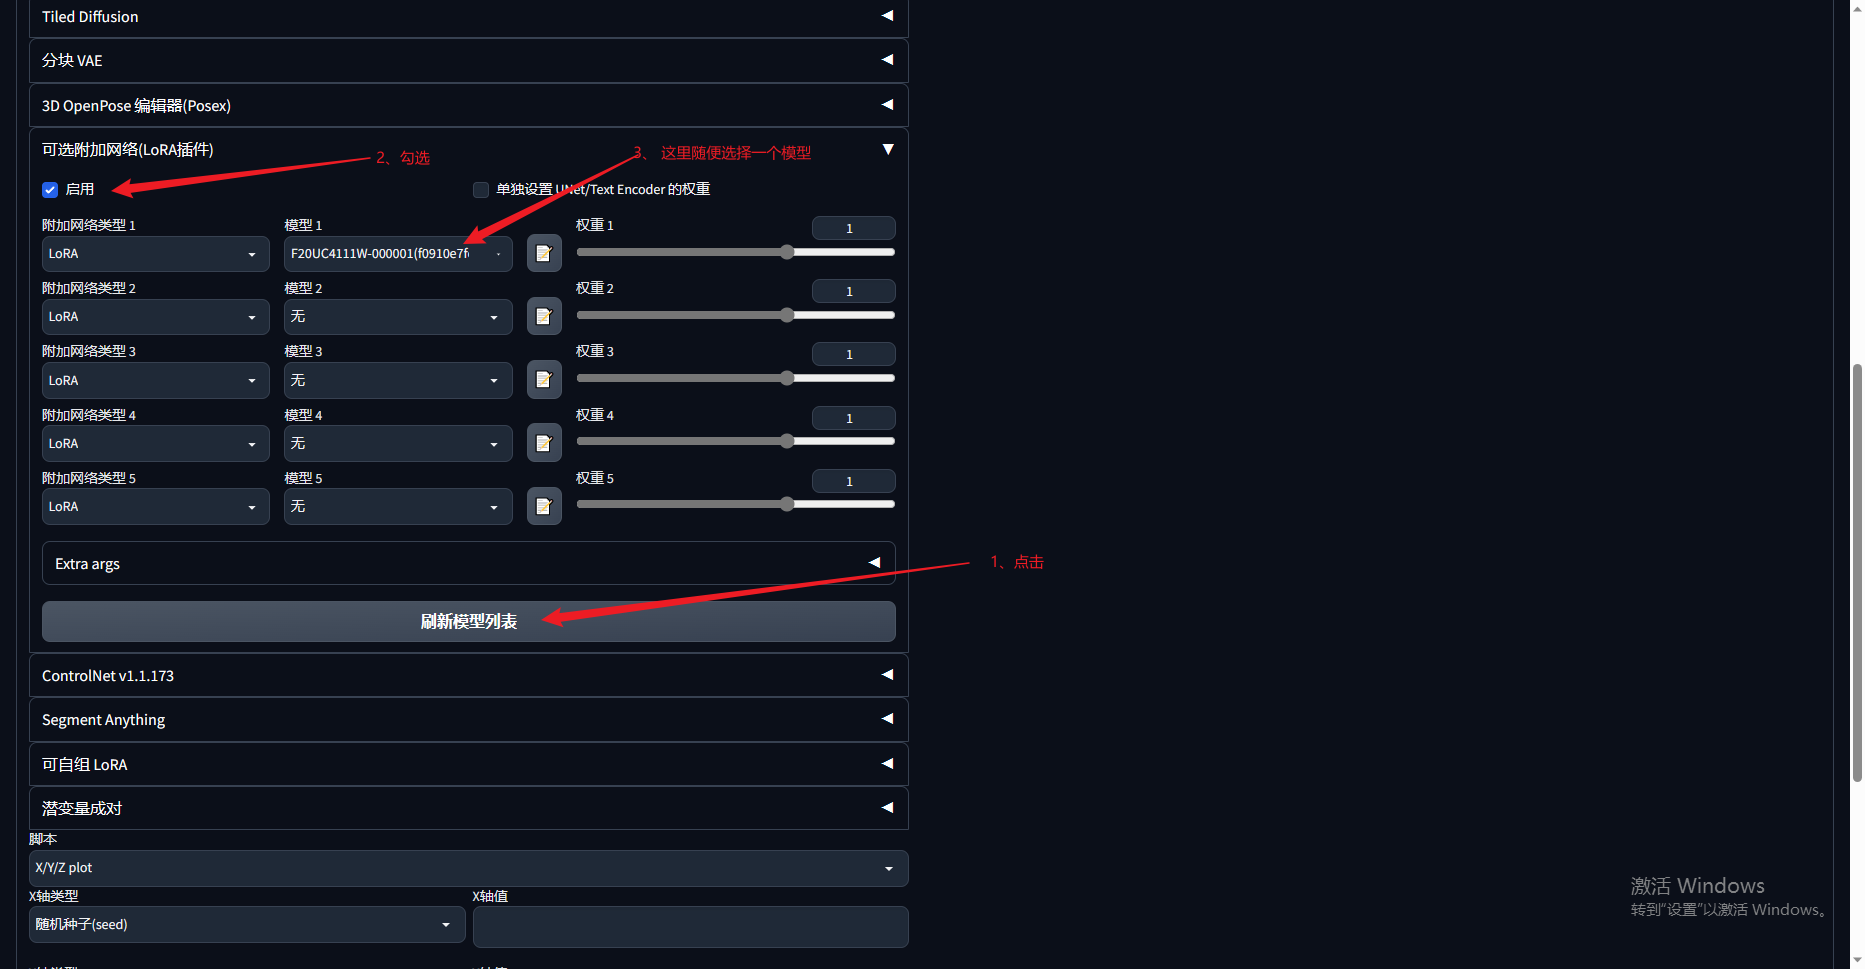 Tiled Diffusion
分块 VAE
3D OpenPose 编辑器(Posex)
可选附加网络(LoRA插件)
2、勾选
3、 这里随便选择一个模型
启用
单独设置 UNet/Text Encoder 的权重
附加网络类型 1
模型 1
权重 1
1
LoRA
F20UC4111W-000001(f0910e7f
附加网络类型 2
模型 2
权重 2
1
LoRA
无
附加网络类型 3
模型 3
权重 3
1
LoRA
无
附加网络类型 4
模型 4
权重 4
1
LoRA
无
附加网络类型 5
模型 5
权重 5
1
LoRA
无
Extra args
1、点击
刷新模型列表
ControlNet v1.1.173
Segment Anything
可自组 LoRA
潜变量成对
脚本
X/Y/Z plot
X轴类型
X轴值
随机种子(seed)
激活 Windows
转到“设置”以激活 Windows。